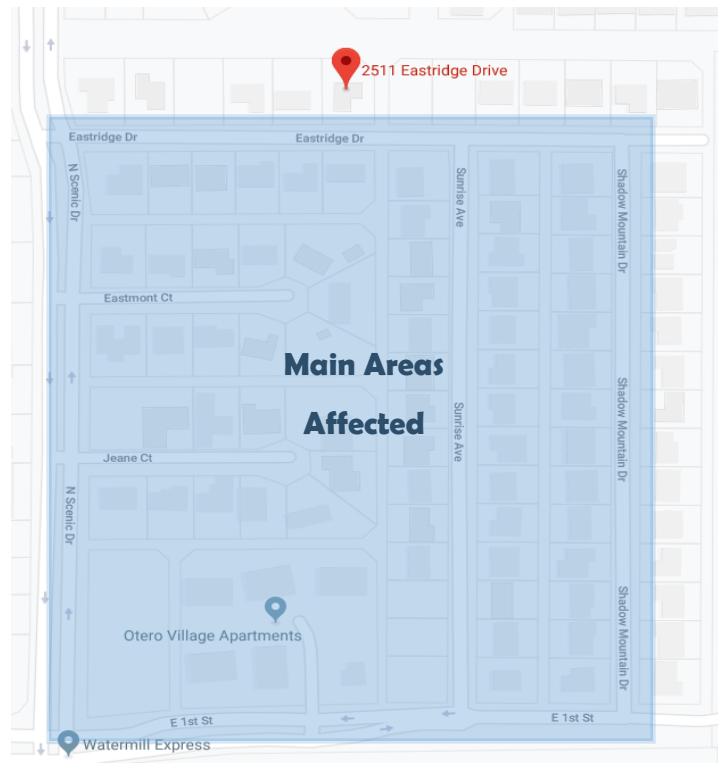 2511 Eastridge Drive
Eastridge Dr
Eastridge Dr
N Scenic Dr
Sunrise Ave
Shadow Mountain Dr
Eastmont Ct
Main Areas
Affected
Shadow Mountain Dr
Sunrise Ave
Jeane Ct
N Scenic Dr
Shadow Mountain Dr
Otero Village Apartments
E 1st St
E 1st St
Watermill Express